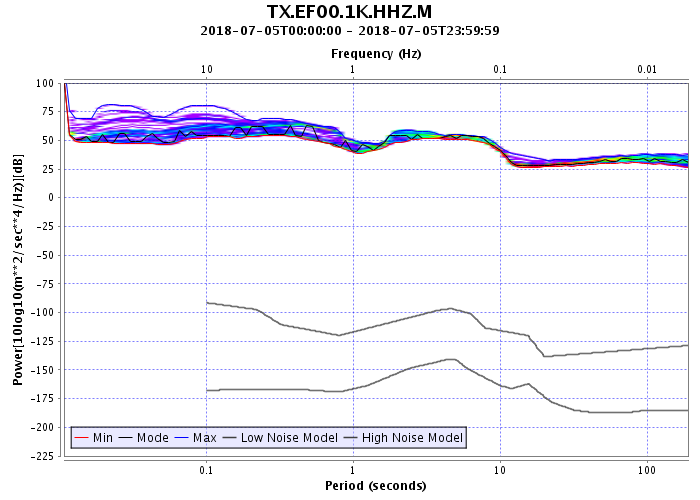 TX.EF00.1K.HHZ.M
2018-07-05T00:00:00 - 2018-07-05T23:59:59
Frequency (Hz)
10 1 0.1 0.01
Power[10log10(m**2/sec**4/Hz)][dB]
100
75
50
25
0
-25
-50
-75
-100
-125
-150
-175
-200
-225
Min Mode Max Low Noise Model High Noise Model
0.1 1 10 100
Period (seconds)